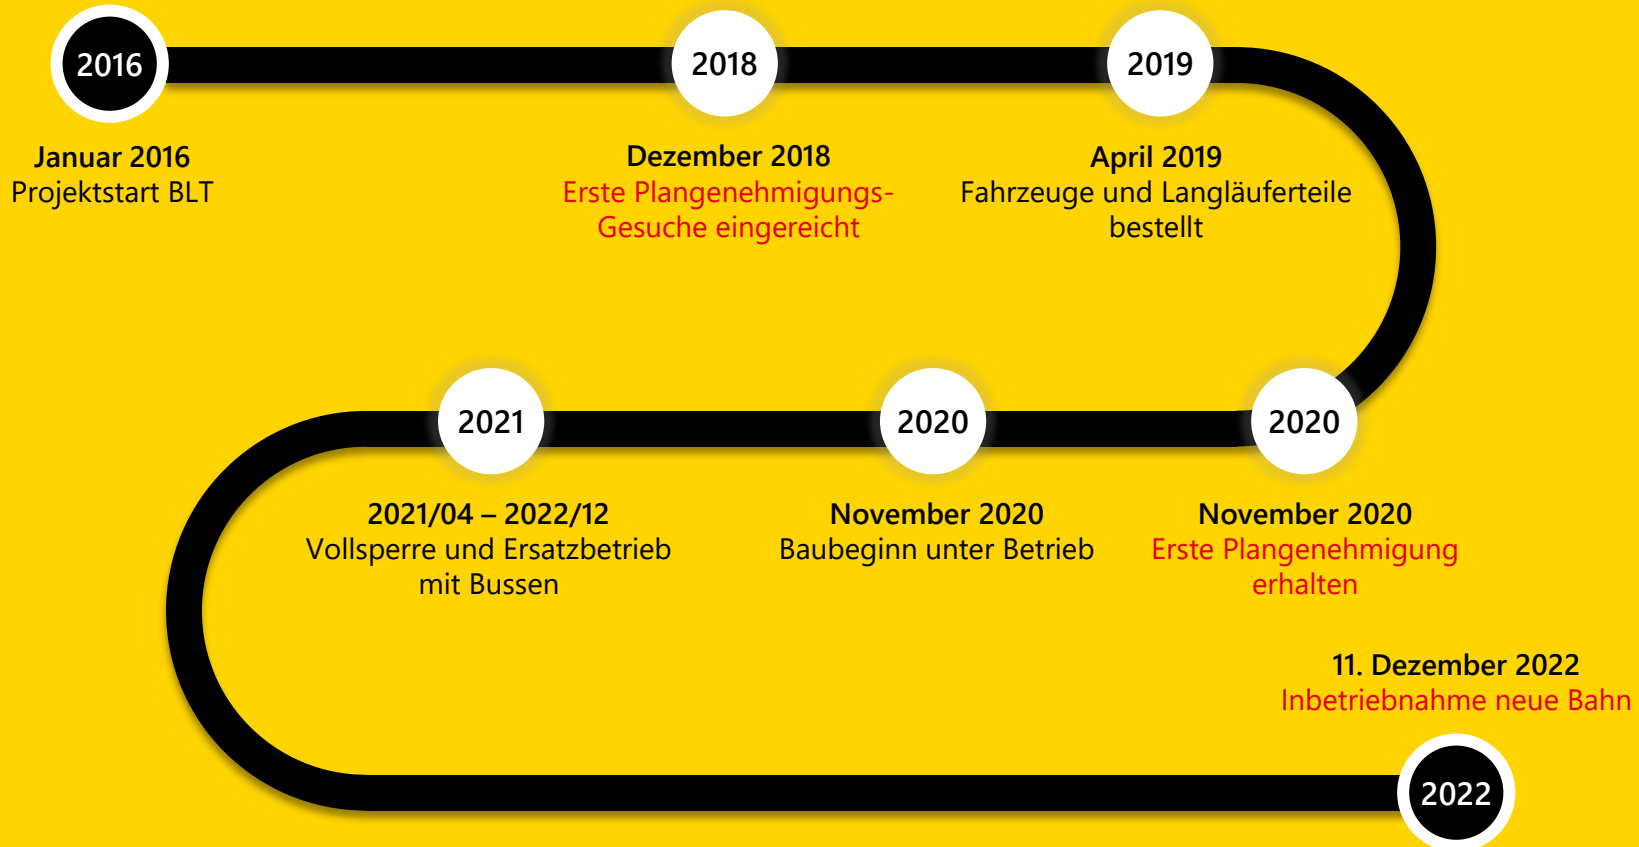 2016
Januar 2016
Projektstart BLT
2018
Dezember 2018
Erste Plangenehmigungs-
Gesuche eingereicht
2019
April 2019
Fahrzeuge und Langläuferteile
bestellt
2020
November 2020
Erste Plangenehmigung
erhalten
2020
November 2020
Baubeginn unter Betrieb
2021
2021/04 – 2022/12
Vollsperre und Ersatzbetrieb
mit Bussen
11. Dezember 2022
Inbetriebnahme neue Bahn
2022